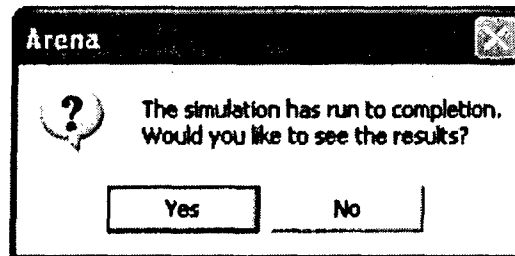 Arena
?
The simulation has run to completion.
Would you like to see the results?
Yes No